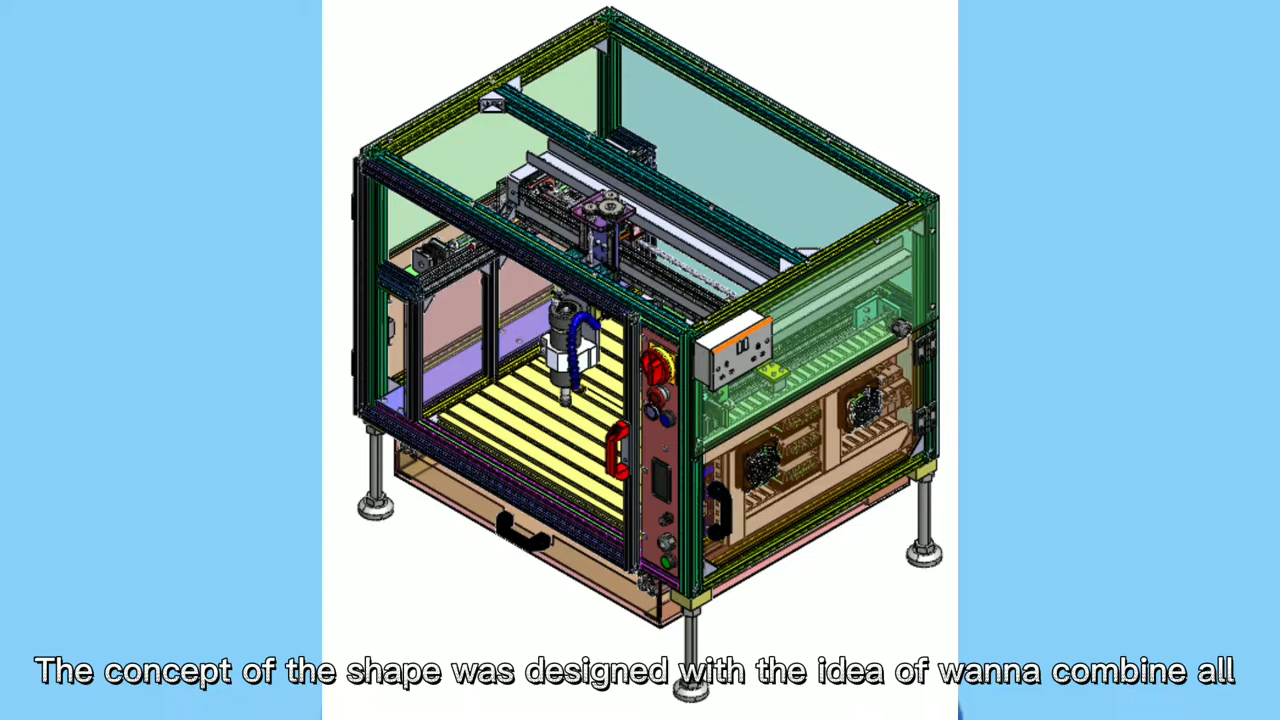 The concept of the shape was designed with the idea of wanna combine all